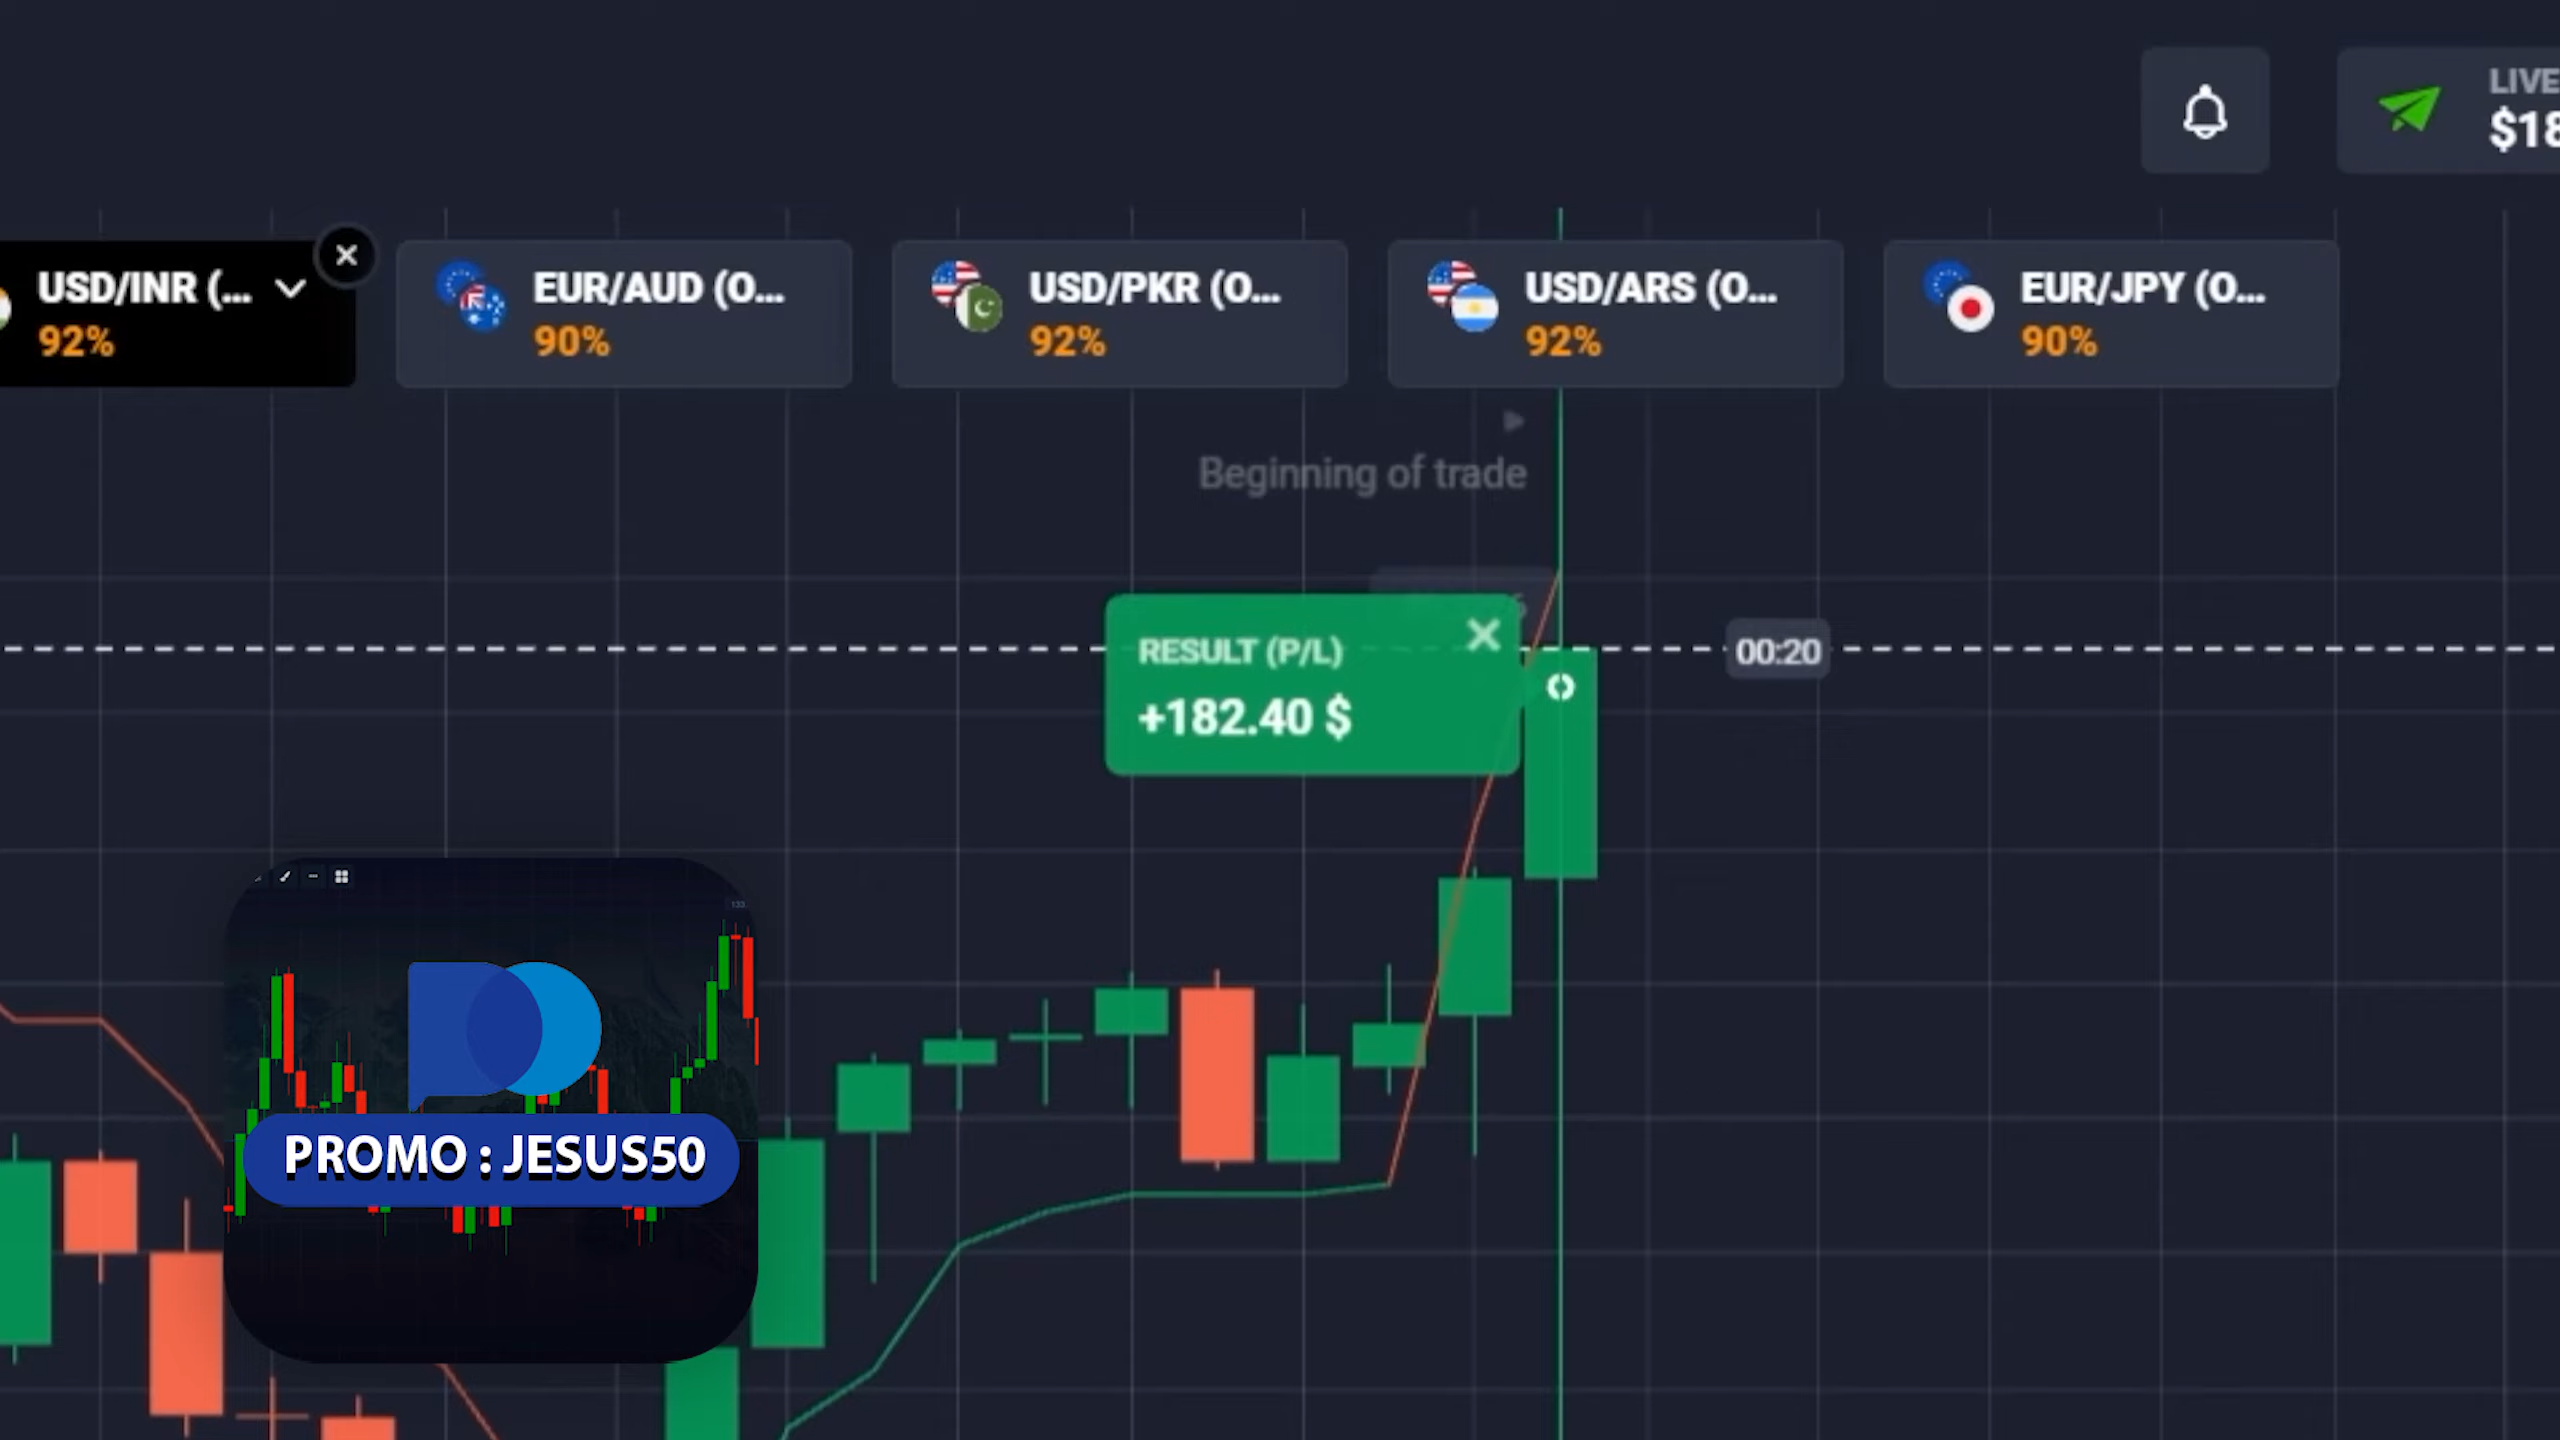 LIVE
$18
USD/INR (...
92%
EUR/AUD (O...
90%
USD/PKR (O...
92%
USD/ARS (O...
92%
EUR/JPY (O...
90%
Beginning of trade
RESULT (P/L)
+182.40 $
00:20
133.
PROMO : JESUS50